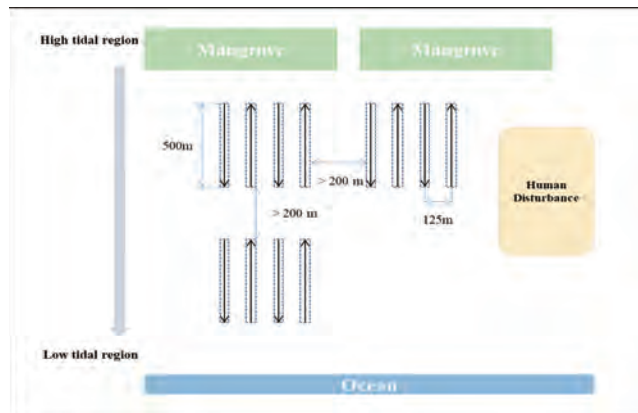 High tidal region
Mangrove
Mangrove
500m
> 200 m
> 200 m
125m
Human
Disturbance
Low tidal region
Ocean